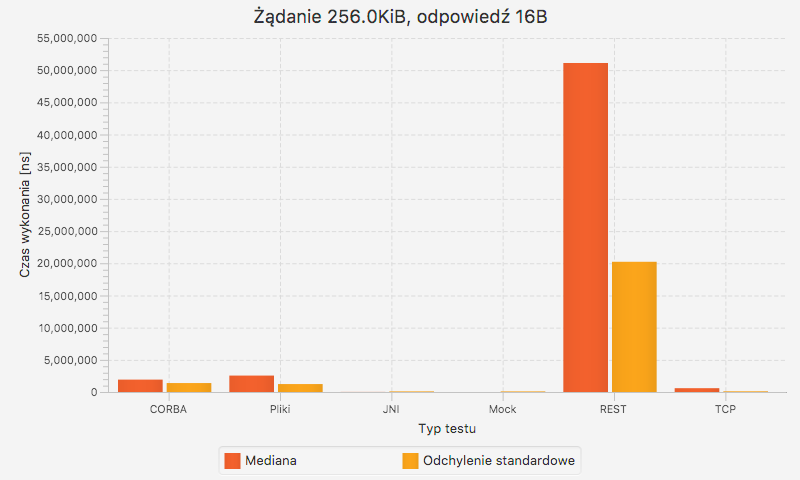 Żądanie 256.0KiB, odpowiedź 16B
Czas wykonania [ns]
55,000,000
50,000,000
45,000,000
40,000,000
35,000,000
30,000,000
25,000,000
20,000,000
15,000,000
10,000,000
5,000,000
0
CORBA Pliki JNI Mock REST TCP
Typ testu
Mediana Odchylenie standardowe